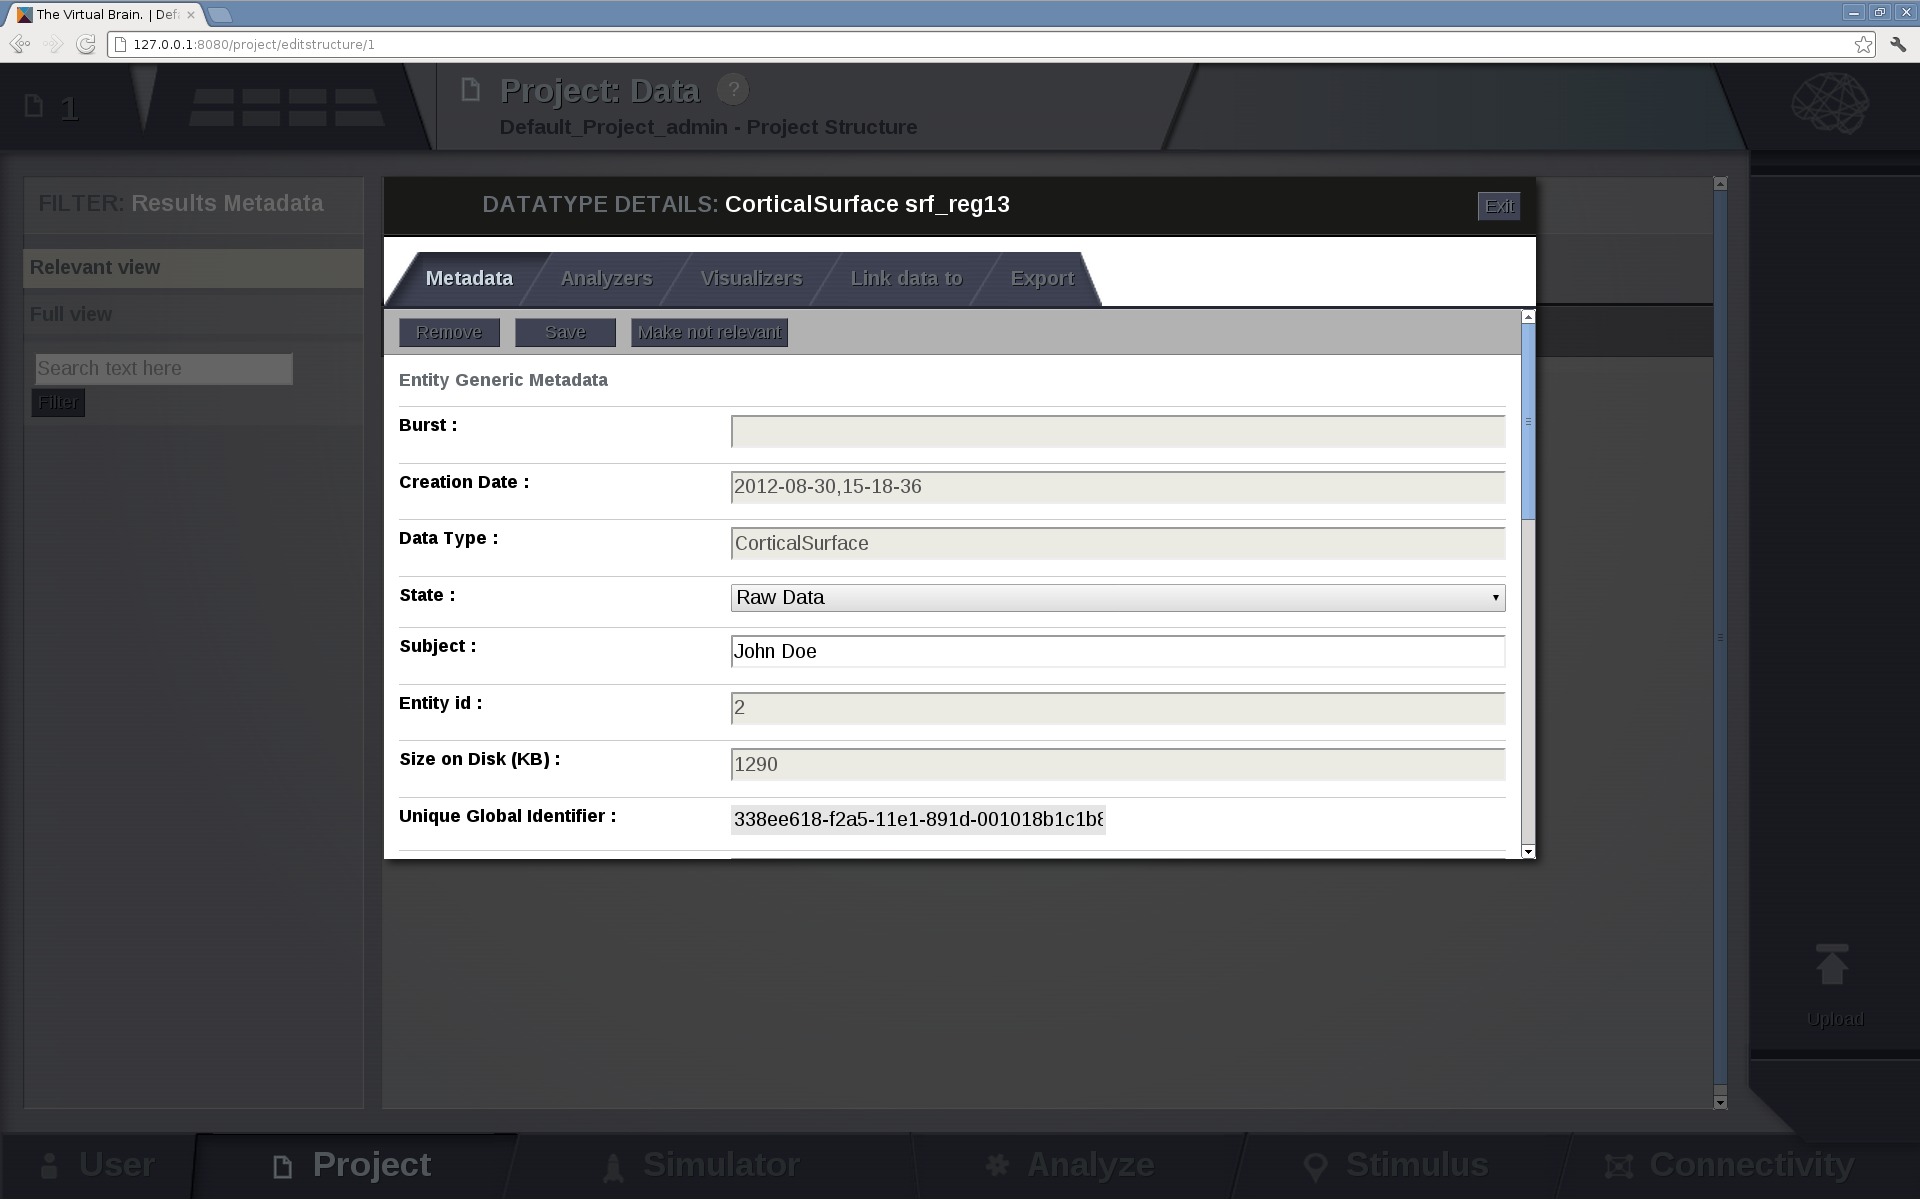 The Virtual Brain. | Def
127.0.0.1:8080/project/editstructure/1
1
Project: Data ?
Default_Project_admin - Project Structure
FILTER: Results Metadata
Relevant view
Full view
Search text here
Filter
DATATYPE DETAILS: CorticalSurface srf_reg13
Exit
Metadata Analyzers Visualizers Link data to Export
Remove Save Make not relevant
Entity Generic Metadata
Burst :
Creation Date : 2012-08-30,15-18-36
Data Type : CorticalSurface
State : Raw Data
Subject : John Doe
Entity id : 2
Size on Disk (KB) : 1290
Unique Global Identifier : 338ee618-f2a5-11e1-891d-001018b1c1b8
Upload
User Project Simulator Analyze Stimulus Connectivity